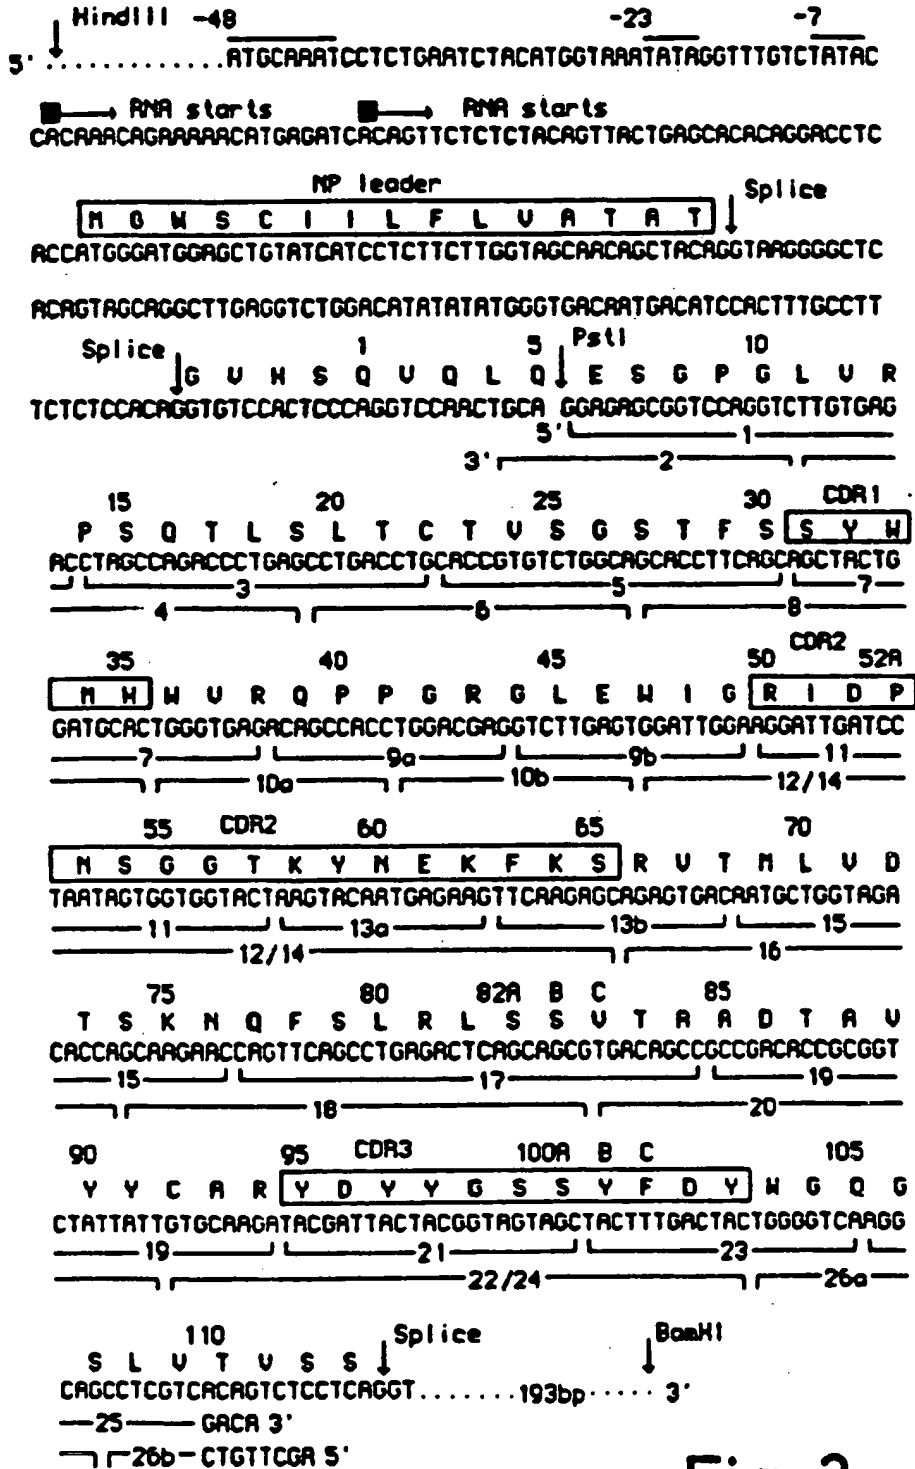 HindIII -48 -23 -7
5' .............ATGCAAATCCTCTGAATCTACATGGTAAATATAGGTTTGTCTATAC
RNA starts RNA starts
CACAAACAGAAAAACATGAGATCACAGTTCTCTCTACAGTTACTGAGCACACAGGACCTC
NP leader Splice
M G W S C I I L F L V A T A T
ACCATGGGATGGAGCTGTATCATCCTCTTCTTGGTAGCAACAGCTACAGGTAAGGGGCTC
ACAGTAGCAGGCTTGAGGTCTGGACATATATATGGGTGACAATGACATCCACTTTGCCTT
Splice 1 5 PstI 10
G V H S Q V Q L Q E S G P G L V R
TCTCTCCACAGGTGTCCACTCCCAGGTCCAACTGCA GGAGAGCGGTCCAGGTCTTGTGAG
5' 1
3' 2
15 20 25 30 CDR1
P S Q T L S L T C T V S G S T F S S Y W
ACCTAGCCAGACCCTGAGCCTGACCTGCACCGTGTCTGGCAGCACCTTCAGCAGCTACTG
3 5 7
4 6 8
35 40 45 50 CDR2 52A
M H W V R Q P P G R G L E W I G R I D P
GATGCACTGGGTGAGACAGCCACCTGGACGAGGTCTTGAGTGGATTGGAAGGATTGATCC
7 9a 9b 11
10a 10b 12/14
55 CDR2 60 65 70
N S G G T K Y N E K F K S R V T M L V D
TAATAGTGGTGGTACTAAGTACAATGAGAAGTTCAAGAGCAGAGTGACAATGCTGGTAGA
11 13a 13b 15
12/14 16
75 80 82A B C 85
T S K N Q F S L R L S S V T A A D T A V
CACCAGCAAGAACCAGTTCAGCCTGAGACTCAGCAGCGTGACAGCCGCCGACACCGCGGT
15 17 19
18 20
90 95 CDR3 100A B C 105
Y Y C A R Y D Y Y G S S Y F D Y W G Q G
CTATTATTGTGCAAGATACGATTACTACGGTAGTAGCTACTTTGACTACTGGGGTCAAGG
19 21 23
22/24 26a
110 Splice BamHI
S L V T V S S
CAGCCTCGTCACAGTCTCCTCAGGT.......193bp..... 3'
25 GACA 3'
26b CTGTTCGA 5'